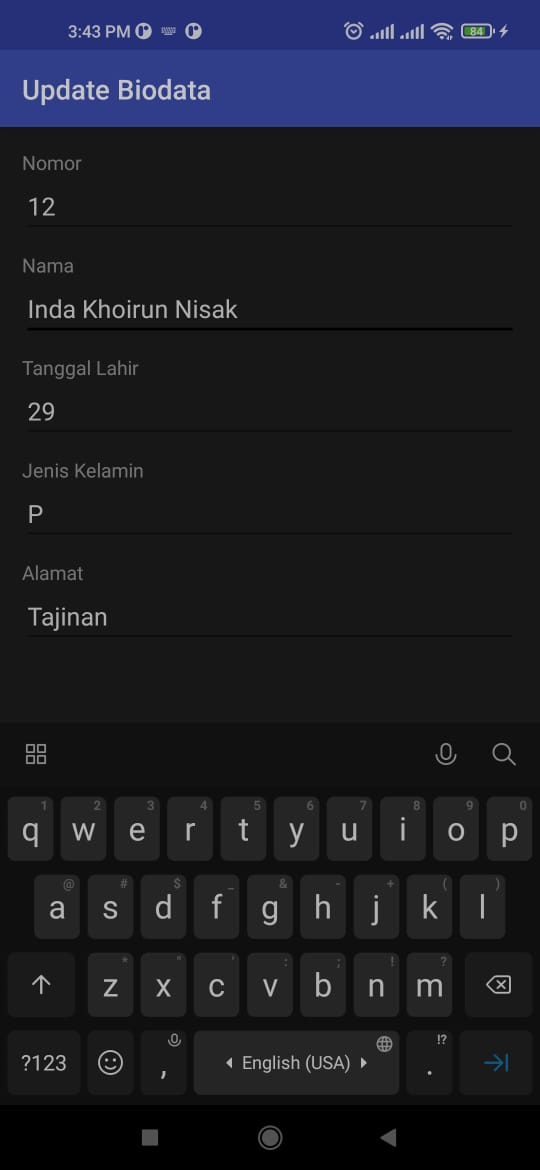 3:43 PM 84
Update Biodata
Nomor
12
Nama
Inda Khoirun Nisak
Tanggal Lahir
29
Jenis Kelamin
P
Alamat
Tajinan
1 2 3 4 5 6 7 8 9 0
q w e r t y u i o p
@ # $ _ & - + ( )
a s d f g h j k l
* " ' : ; ! ?
z x c v b n m
!?
?123 , English (USA) .